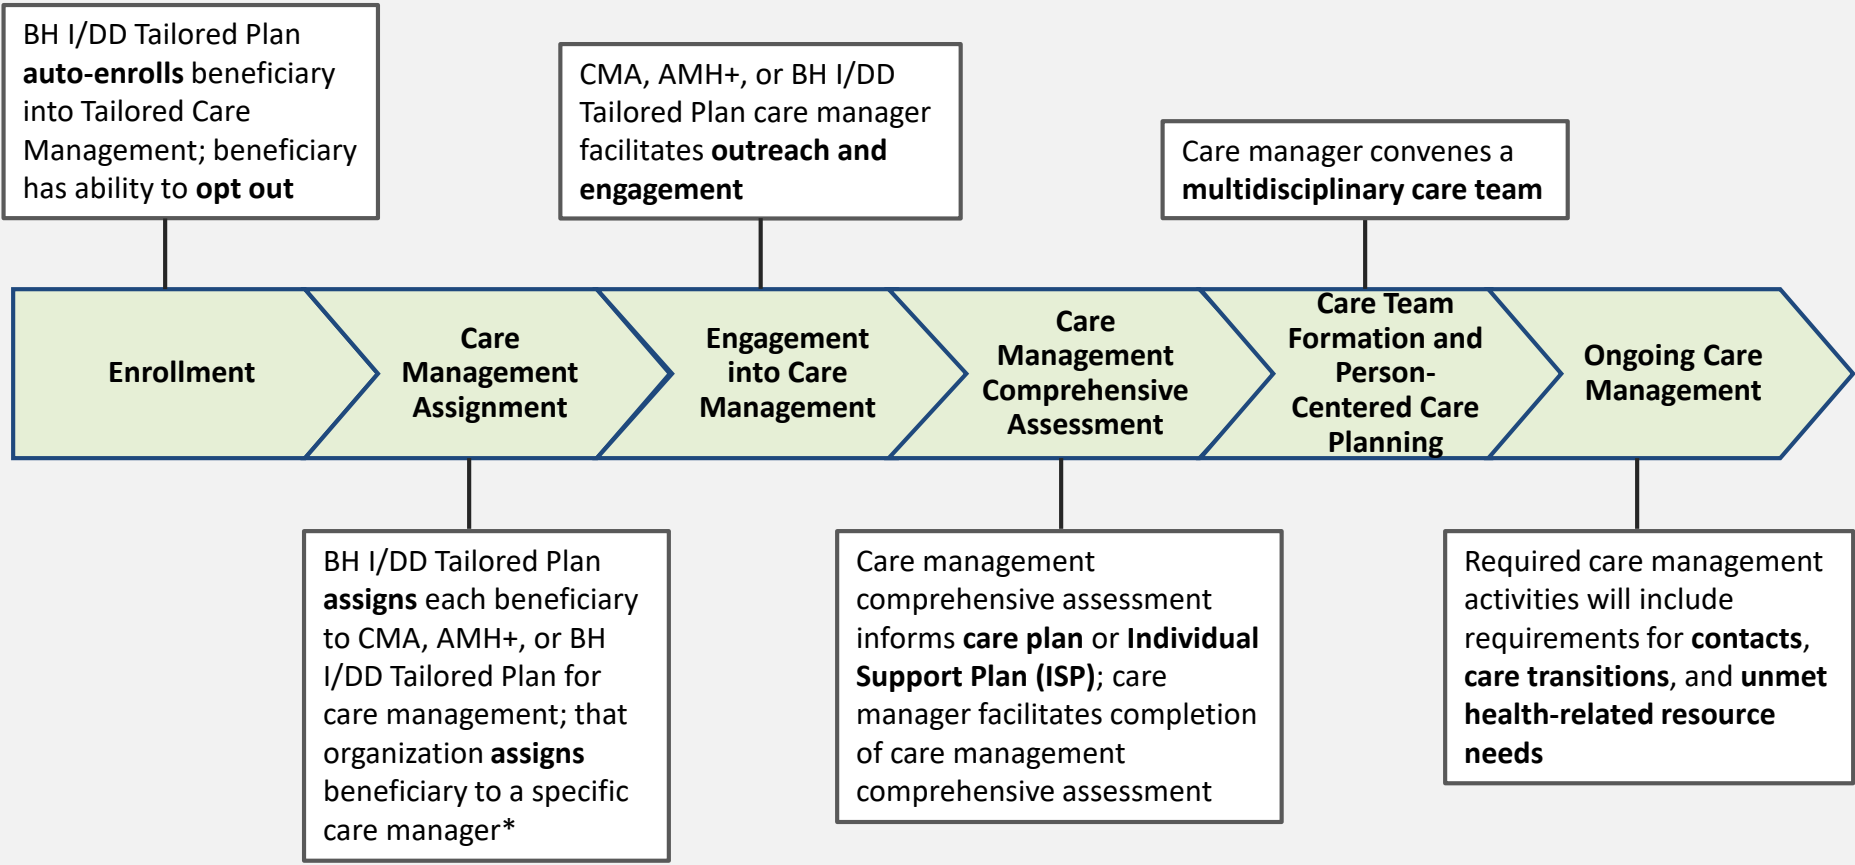 BH I/DD Tailored Plan
auto-enrolls beneficiary
into Tailored Care
Management; beneficiary
has ability to opt out
CMA, AMH+, or BH I/DD
Tailored Plan care manager
facilitates outreach and
engagement
Care manager convenes a
multidisciplinary care team
Enrollment
Care
Management
Assignment
Engagement
into Care
Management
Care
Management
Comprehensive
Assessment
Care Team
Formation and
Person-
Centered Care
Planning
Ongoing Care
Management
BH I/DD Tailored Plan
assigns each beneficiary
to CMA, AMH+, or BH
I/DD Tailored Plan for
care management; that
organization assigns
beneficiary to a specific
care manager*
Care management
comprehensive assessment
informs care plan or Individual
Support Plan (ISP); care
manager facilitates completion
of care management
comprehensive assessment
Required care management
activities will include
requirements for contacts,
care transitions, and unmet
health-related resource
needs